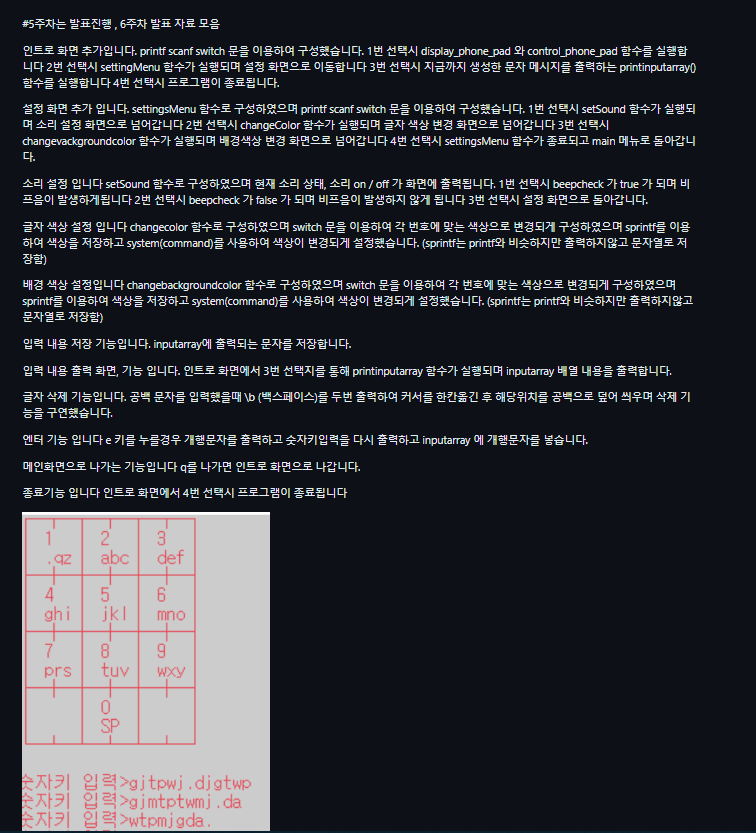 #5주차는 발표진행 , 6주차 발표 자료 모음
인트로 화면 추가입니다. printf scanf switch 문을 이용하여 구성했습니다. 1번 선택시 display_phone_pad 와 control_phone_pad 함수를 실행합
니다 2번 선택시 settingMenu 함수가 실행되며 설정 화면으로 이동합니다 3번 선택시 지금까지 생성한 문자 메시지를 출력하는 printinputarray()
함수를 실행합니다 4번 선택시 프로그램이 종료됩니다.
설정 화면 추가 입니다. settingsMenu 함수로 구성하였으며 printf scanf switch 문을 이용하여 구성했습니다. 1번 선택시 setSound 함수가 실행되
며 소리 설정 화면으로 넘어갑니다 2번 선택시 changeColor 함수가 실행되며 글자 색상 변경 화면으로 넘어갑니다 3번 선택시
changevackgroundcolor 함수가 실행되며 배경색상 변경 화면으로 넘어갑니다 4번 선택시 settingsMenu 함수가 종료되고 main 메뉴로 돌아갑니
다.
소리 설정 입니다 setSound 함수로 구성하였으며 현재 소리 상태, 소리 on / off 가 화면에 출력됩니다. 1번 선택시 beepcheck 가 true 가 되며 비
프음이 발생하게됩니다 2번 선택시 beepcheck 가 false 가 되며 비프음이 발생하지 않게 됩니다 3번 선택시 설정 화면으로 돌아갑니다.
글자 색상 설정 입니다 changecolor 함수로 구성하였으며 switch 문을 이용하여 각 번호에 맞는 색상으로 변경되게 구성하였으며 sprintf를 이용
하여 색상을 저장하고 system(command)를 사용하여 색상이 변경되게 설정했습니다. (sprintf는 printf와 비슷하지만 출력하지않고 문자열로 저
장함)
배경 색상 설정입니다 changebackgroundcolor 함수로 구성하였으며 switch 문을 이용하여 각 번호에 맞는 색상으로 변경되게 구성하였으며
sprintf를 이용하여 색상을 저장하고 system(command)를 사용하여 색상이 변경되게 설정했습니다. (sprintf는 printf와 비슷하지만 출력하지않고
문자열로 저장함)
입력 내용 저장 기능입니다. inputarray에 출력되는 문자를 저장합니다.
입력 내용 출력 화면, 기능 입니다. 인트로 화면에서 3번 선택지를 통해 printinputarray 함수가 실행되며 inputarray 배열 내용을 출력합니다.
글자 삭제 기능입니다. 공백 문자를 입력했을때 \b (백스페이스)를 두번 출력하여 커서를 한칸옮긴 후 해당위치를 공백으로 덮어 씌우며 삭제 기
능을 구연했습니다.
엔터 기능 입니다 e 키를 누를경우 개행문자를 출력하고 숫자키입력을 다시 출력하고 inputarray 에 개행문자를 넣습니다.
메인화면으로 나가는 기능입니다 q를 나가면 인트로 화면으로 나갑니다.
종료기능 입니다 인트로 화면에서 4번 선택시 프로그램이 종료됩니다
1 2 3
.qz abc def
4 5 6
ghi jkl mno
7 8 9
prs tuv wxy
0
SP
숫자키 입력>gjtpwj.djgtwp
숫자키 입력>gjmtptwmj.da
숫자키 입력>wtpmjgda.